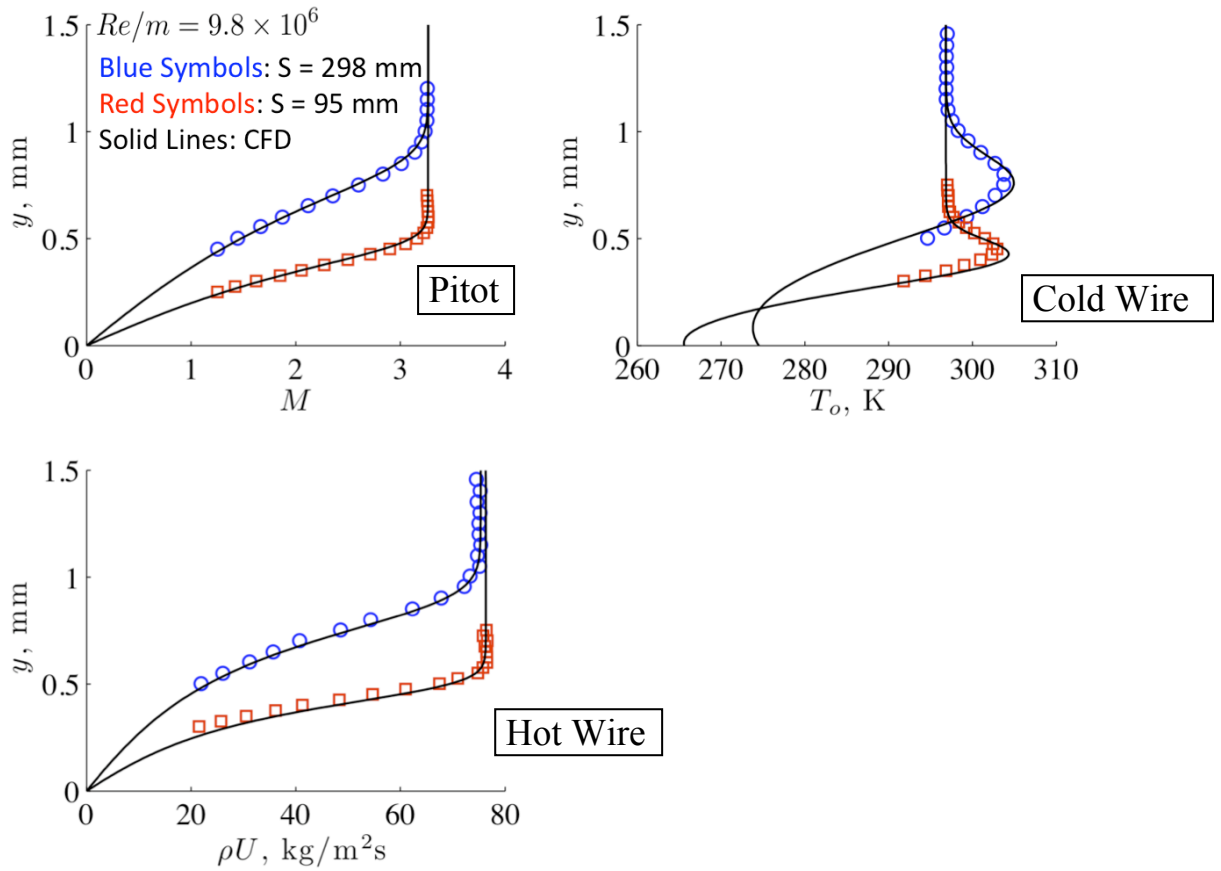 Re/m = 9.8 × 10⁶
Blue Symbols: S = 298 mm
Red Symbols: S = 95 mm
Solid Lines: CFD
1.5
1
0.5
0
y, mm
0 1 2 3 4
M
Pitot
1.5
1
0.5
0
y, mm
260 270 280 290 300 310
Tₒ, K
Cold Wire
1.5
1
0.5
0
y, mm
0 20 40 60 80
ρU, kg/m²s
Hot Wire